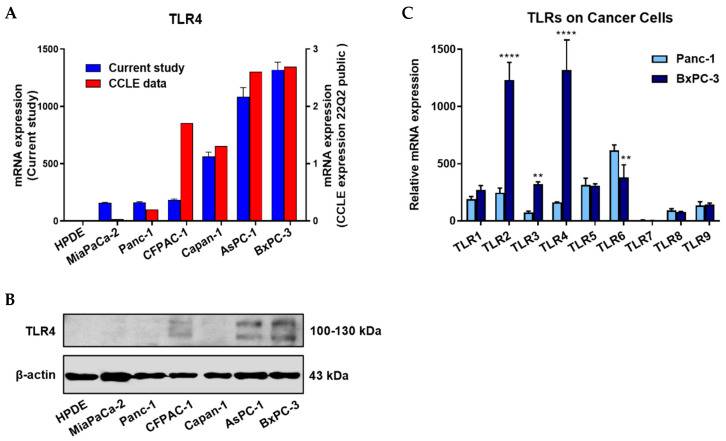 A
TLR4
mRNA expression
(Current study)
1500
1000
500
0
Current study
CCLE data
3
2
1
0
mRNA expression
(CCLE expression 22Q2 public)
HPDE
MiaPaCa-2
Panc-1
CFPAC-1
Capan-1
AsPC-1
BxPC-3
C
TLRs on Cancer Cells
Relative mRNA expression
1500
1000
500
0
****
**
****
**
Panc-1
BxPC-3
TLR1
TLR2
TLR3
TLR4
TLR5
TLR6
TLR7
TLR8
TLR9
B
TLR4
100-130 kDa
β-actin
43 kDa
HPDE
MiaPaCa-2
Panc-1
CFPAC-1
Capan-1
AsPC-1
BxPC-3